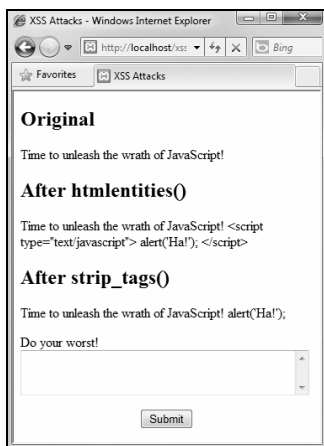 XSS Attacks - Windows Internet Explorer
http://localhost/xss
Bing
Favorites
XSS Attacks
Original
Time to unleash the wrath of JavaScript!
After htmlentities()
Time to unleash the wrath of JavaScript! <script
type="text/javascript"> alert('Ha!'); </script>
After strip_tags()
Time to unleash the wrath of JavaScript! alert('Ha!');
Do your worst!
Submit